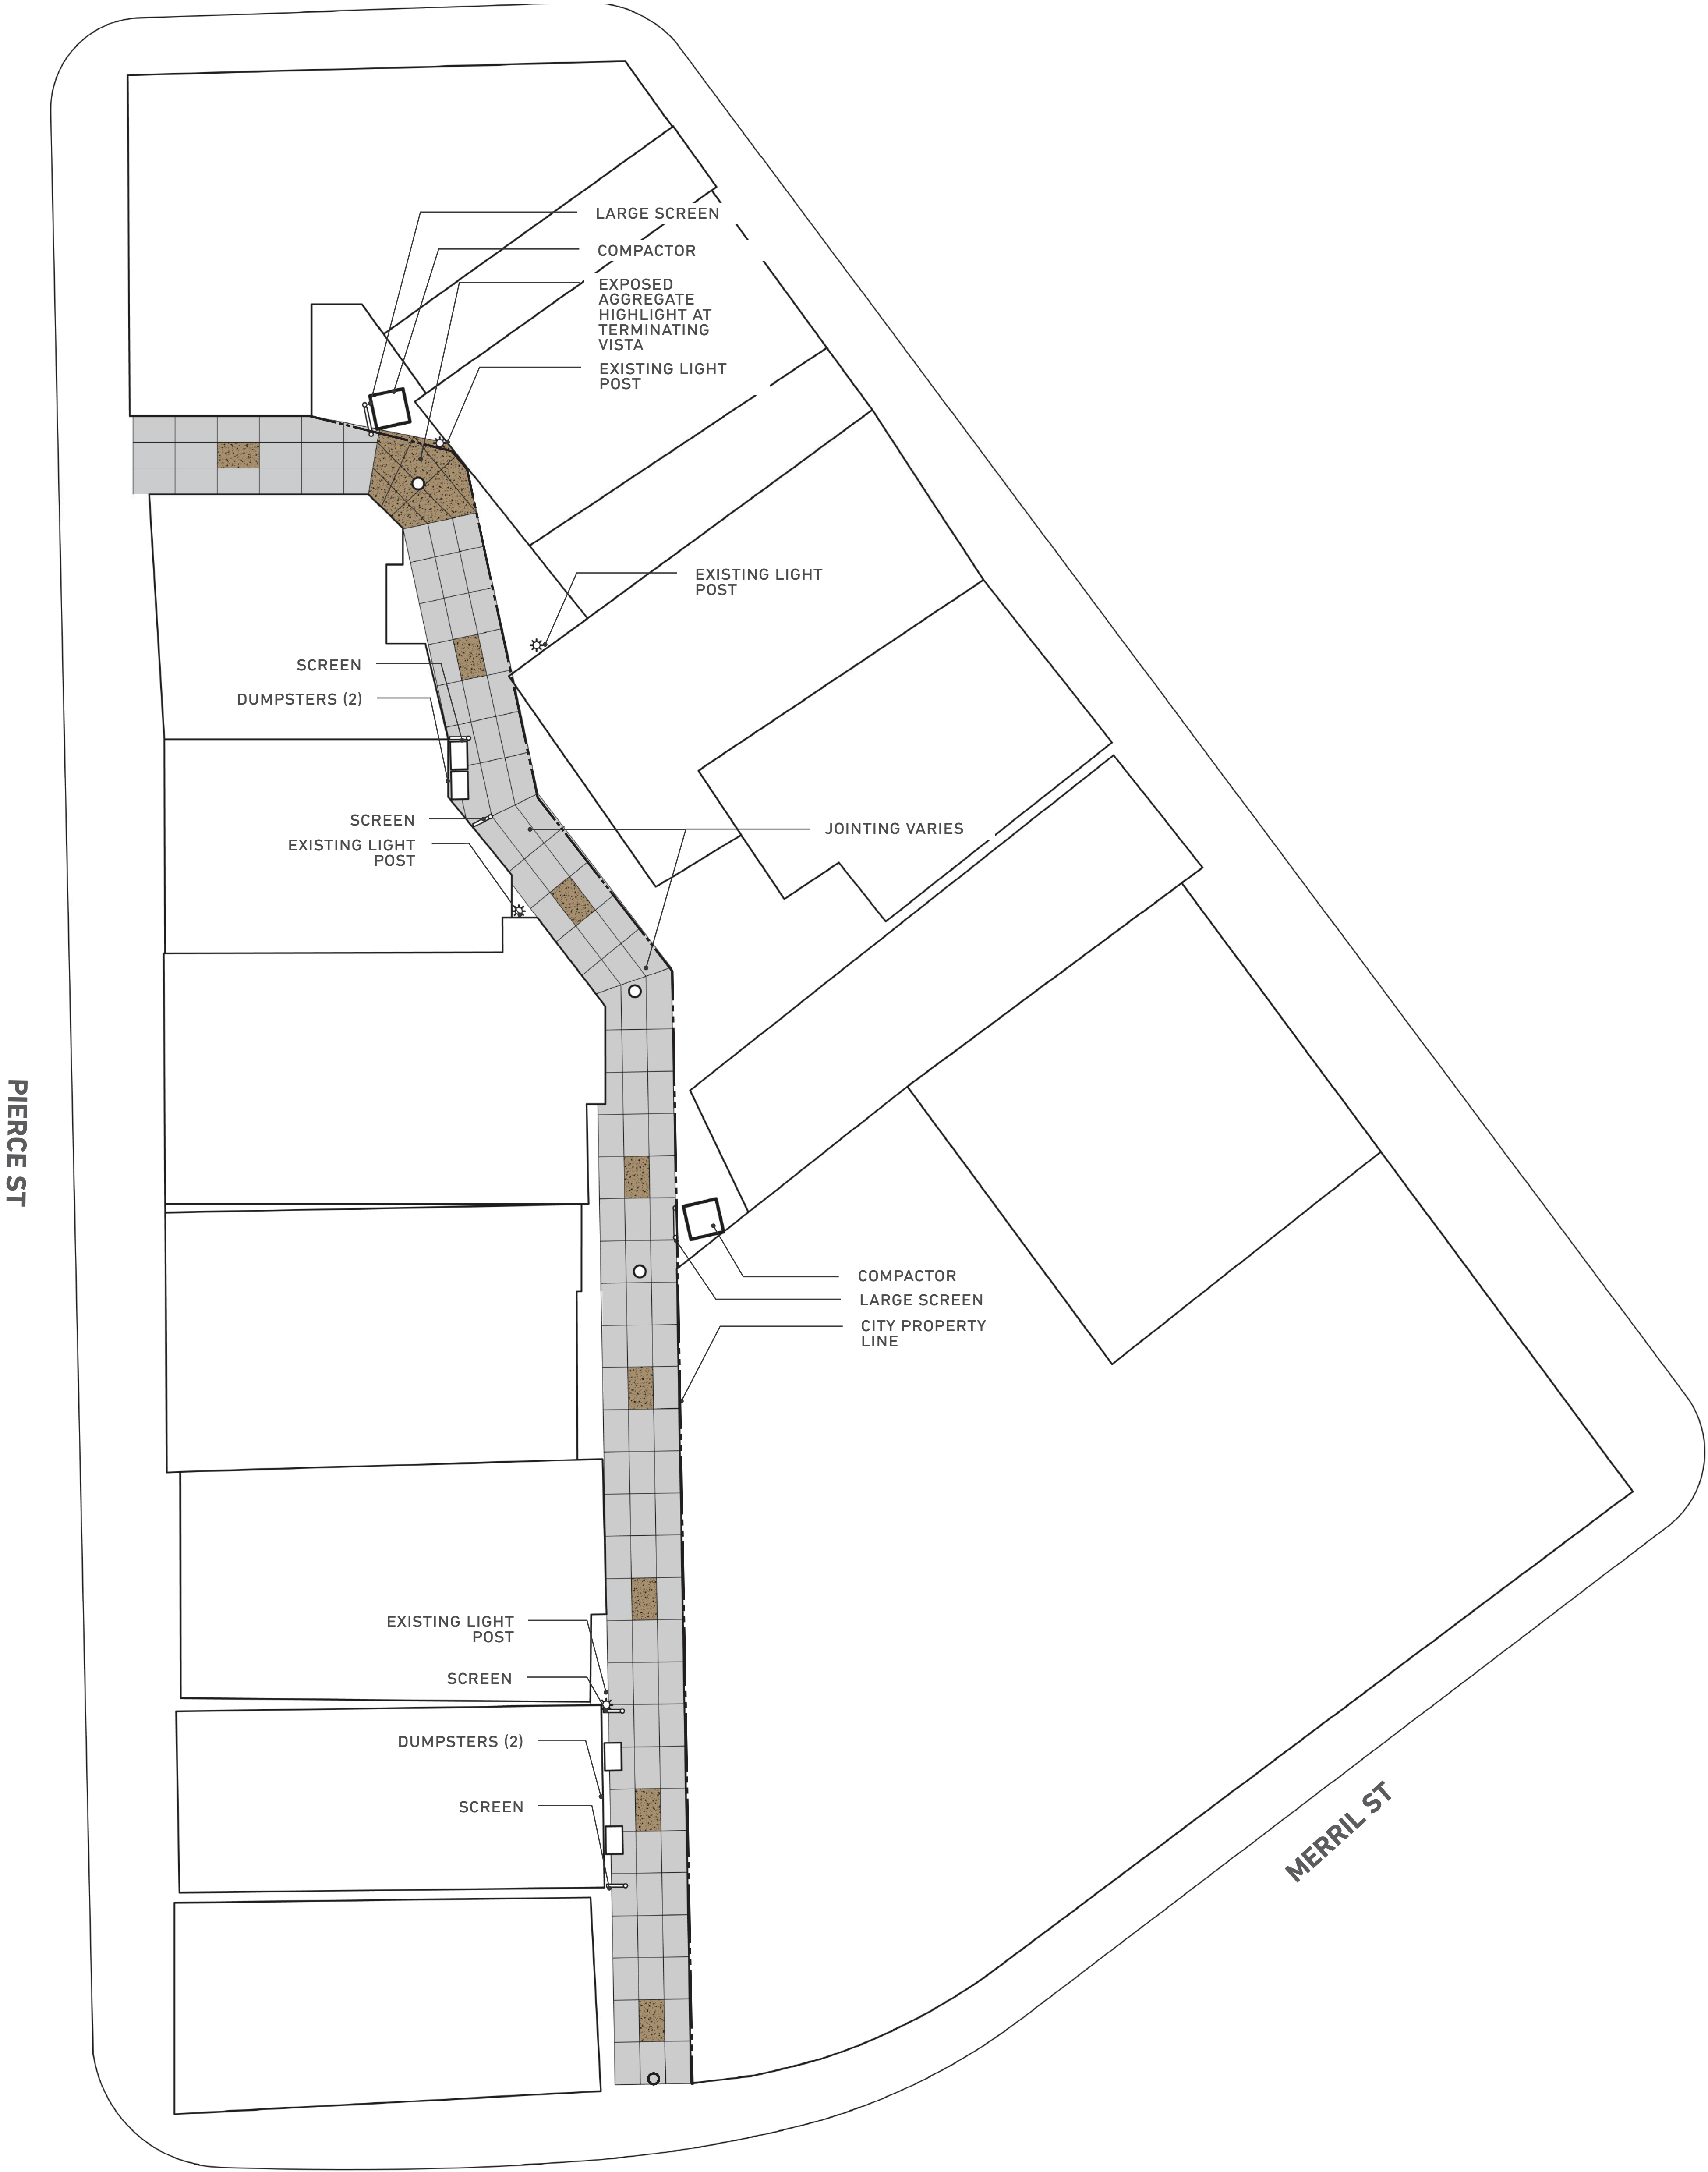 LARGE SCREEN
COMPACTOR
EXPOSED
AGGREGATE
HIGHLIGHT AT
TERMINATING
VISTA
EXISTING LIGHT
POST
EXISTING LIGHT
POST
SCREEN
DUMPSTERS (2)
SCREEN
EXISTING LIGHT
POST
JOINTING VARIES
PIERCE ST
COMPACTOR
LARGE SCREEN
CITY PROPERTY
LINE
EXISTING LIGHT
POST
SCREEN
DUMPSTERS (2)
SCREEN
MERRIL ST